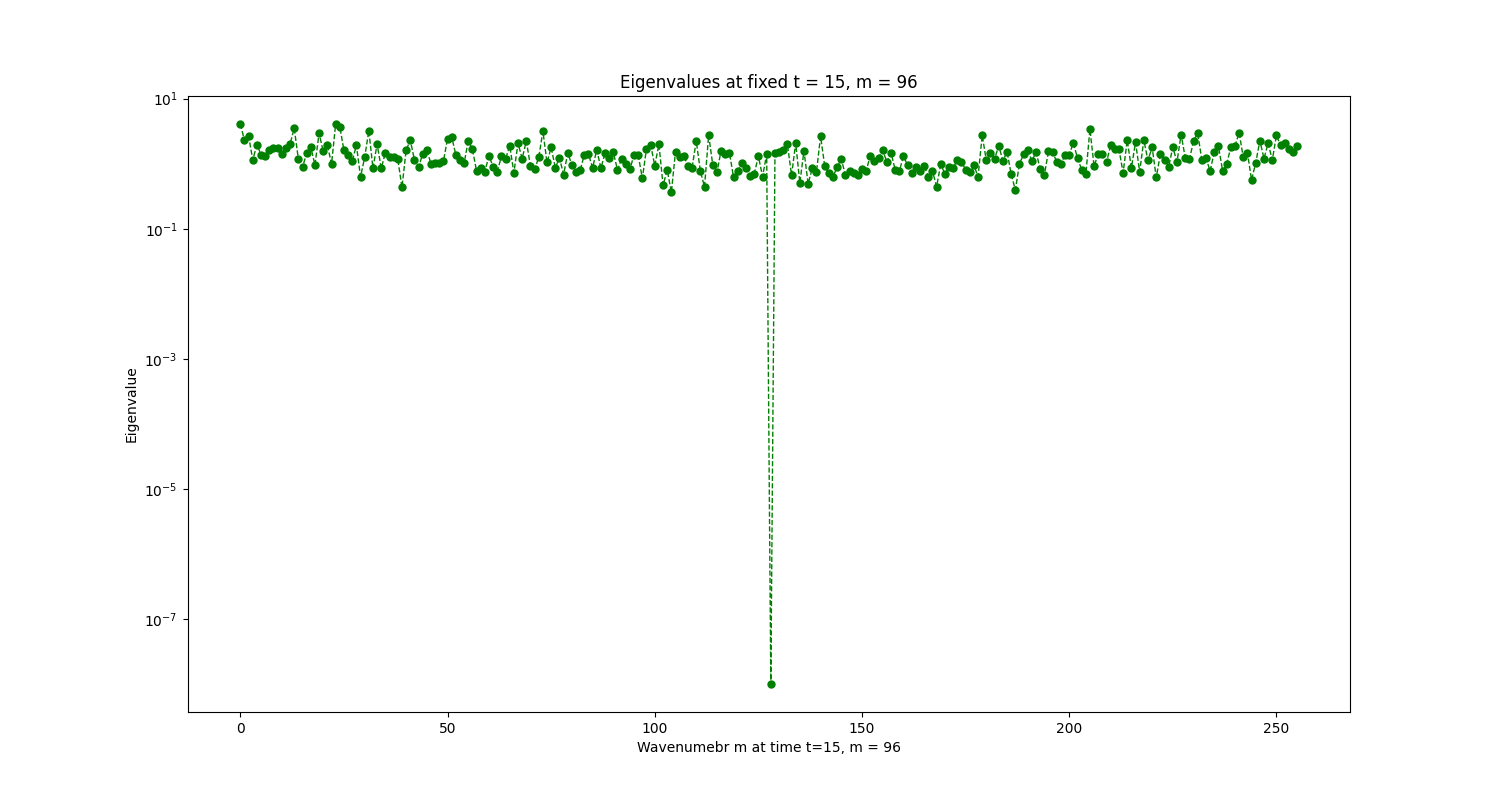 Eigenvalues at fixed t = 15, m = 96
10¹
10⁻¹
10⁻³
10⁻⁵
10⁻⁷
Eigenvalue
0 50 100 150 200 250
Wavenumebr m at time t=15, m = 96